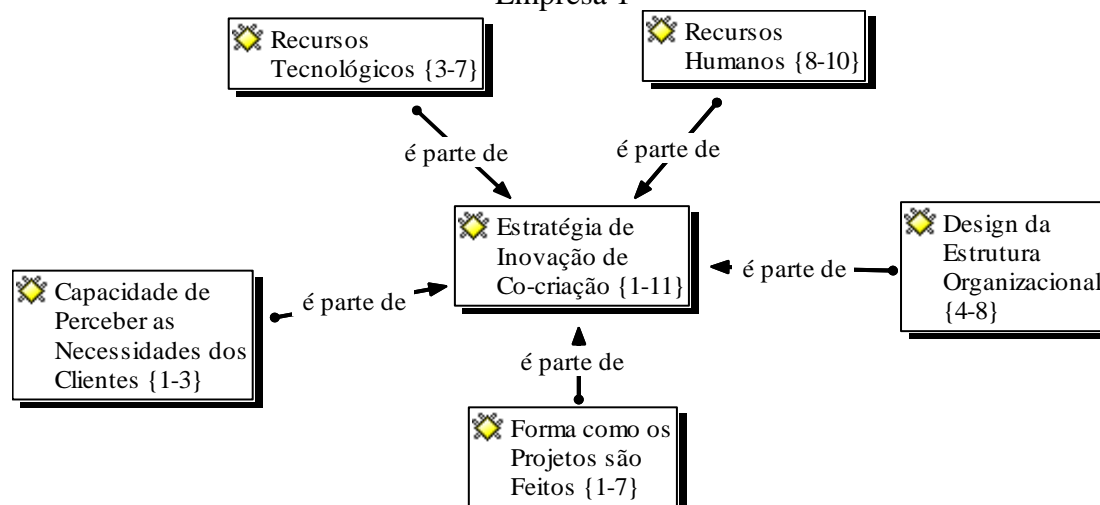 Empresa 1
Recursos
Tecnológicos {3-7}
Recursos
Humanos {8-10}
é parte de
é parte de
Estratégia de
Inovação de
Co-criação {1-11}
Design da
Estrutura
Organizacional
{4-8}
é parte de
Capacidade de
Perceber as
Necessidades dos
Clientes {1-3}
é parte de
é parte de
Forma como os
Projetos são
Feitos {1-7}